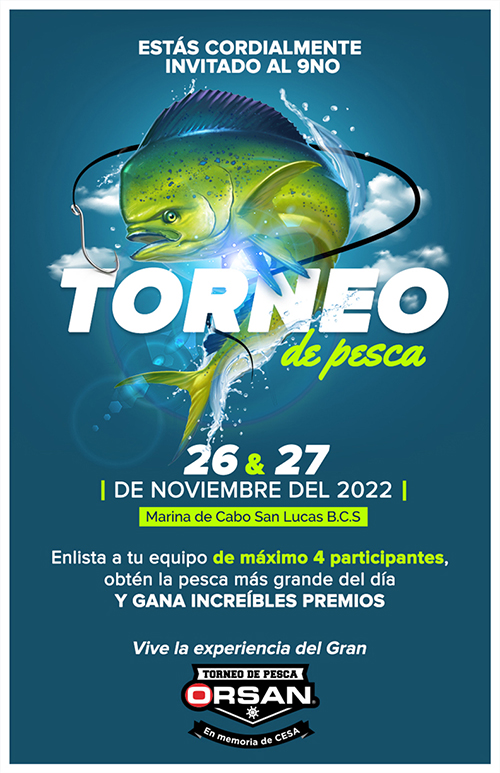 ESTÁS CORDIALMENTE
INVITADO AL 9NO
TORNEO
de pesca
26 & 27
| DE NOVIEMBRE DEL 2022 |
Marina de Cabo San Lucas B.C.S
Enlista a tu equipo de máximo 4 participantes,
obtén la pesca más grande del día
Y GANA INCREÍBLES PREMIOS
Vive la experiencia del Gran
TORNEO DE PESCA
ORSAN®
En memoria de CESA